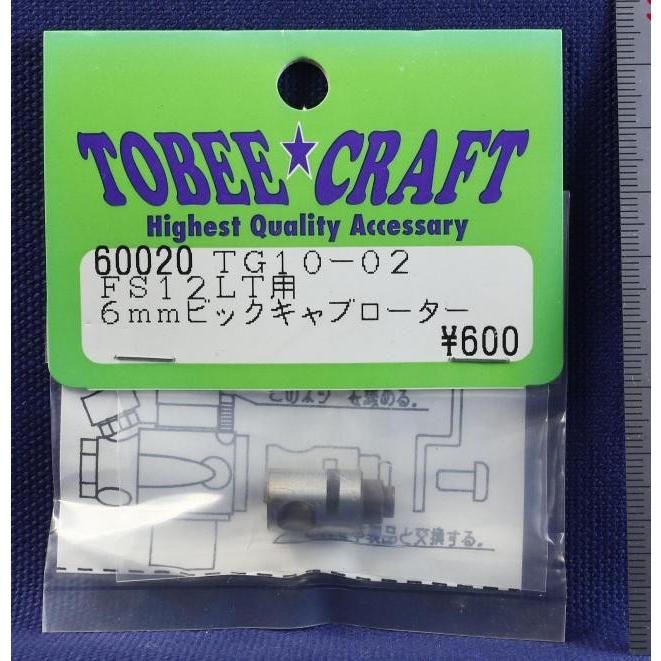 TOBEE★CRAFT
Highest Quality Accessary
60020 TG10-02
FS12LT用
6mmビックキャブローター
¥600
このネジ を緩める。
品と交換する。